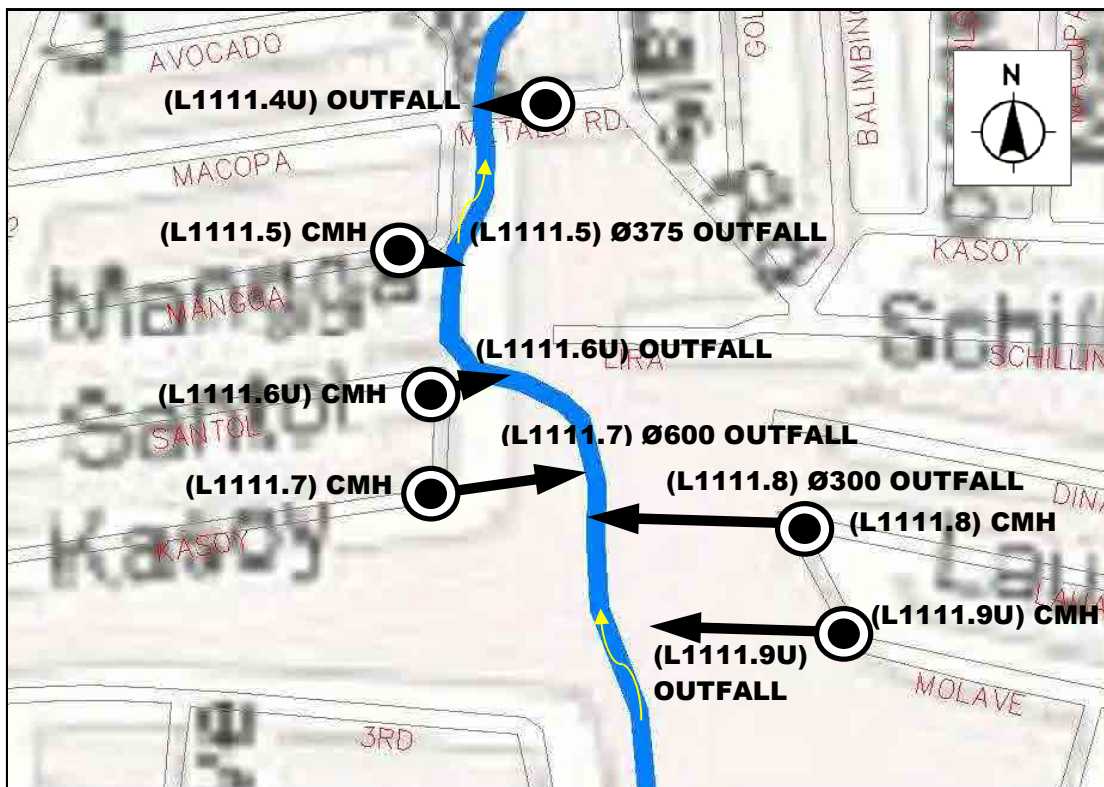 AVOCADO
N
(L1111.4U) OUTFALL
METALS RD.
BALIMBING
MACOPA
(L1111.5) CMH
(L1111.5) Ø375 OUTFALL
KASOY
Mangga
MANGGA
(L1111.6U) OUTFALL
LIRA
SCHILLIN
(L1111.6U) CMH
Santol
SANTOL
(L1111.7) Ø600 OUTFALL
(L1111.7) CMH
(L1111.8) Ø300 OUTFALL
(L1111.8) CMH
Kasoy
KASOY
(L1111.9U) CMH
(L1111.9U)
OUTFALL
MOLAVE
3RD